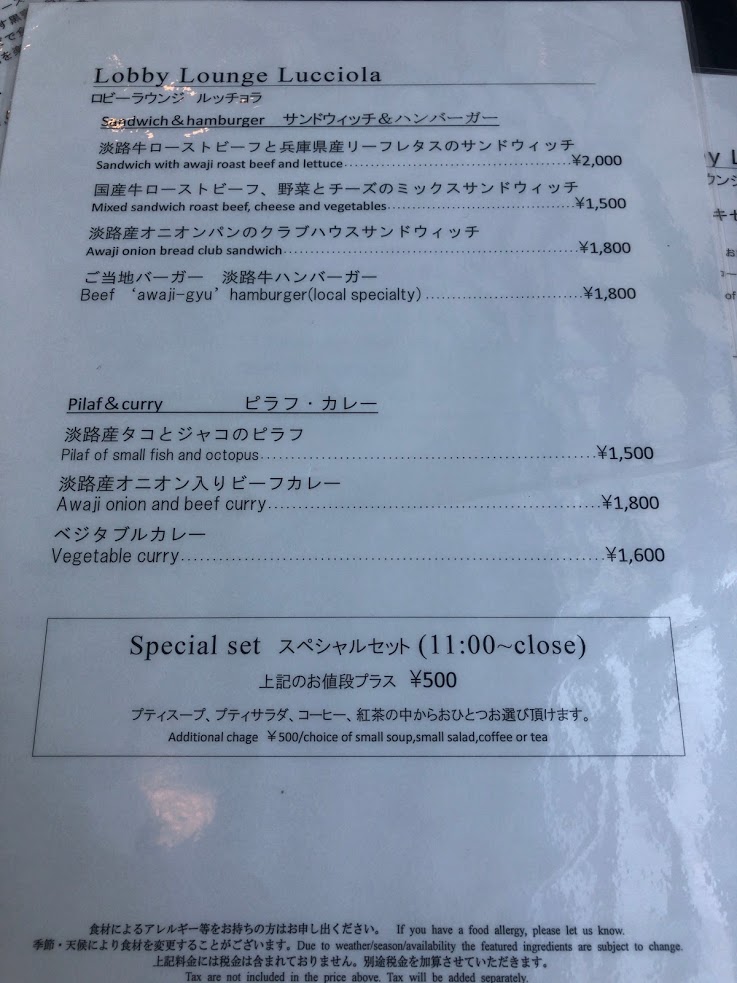 Lobby Lounge Lucciola
ロビーラウンジ ルッチョラ
Sandwich & hamburger サンドウィッチ＆ハンバーガー
淡路牛ローストビーフと兵庫県産リーフレタスのサンドウィッチ
Sandwich with awaji roast beef and lettuce ¥2,000
国産牛ローストビーフ、野菜とチーズのミックスサンドウィッチ
Mixed sandwich roast beef, cheese and vegetables ¥1,500
淡路産オニオンパンのクラブハウスサンドウィッチ
Awaji onion bread club sandwich ¥1,800
ご当地バーガー 淡路牛ハンバーガー
Beef ‘awaji-gyu’ hamburger(local specialty) ¥1,800
Pilaf&curry ピラフ・カレー
淡路産タコとジャコのピラフ
Pilaf of small fish and octopus ¥1,500
淡路産オニオン入りビーフカレー
Awaji onion and beef curry ¥1,800
ベジタブルカレー
Vegetable curry ¥1,600
Special set スペシャルセット (11:00~close)
上記のお値段プラス ¥500
プティスープ、プティサラダ、コーヒー、紅茶の中からおひとつお選び頂けます。
Additional chage ¥500/choice of small soup,small salad,coffee or tea
食材によるアレルギー等をお持ちの方はお申し出ください。 If you have a food allergy, please let us know.
季節・天候により食材を変更することがございます。Due to weather/season/availability the featured ingredients are subject to change.
上記料金には税金は含まれておりません。別途税金を加算させていただきます。
Tax are not included in the price above. Tax will be added separately.